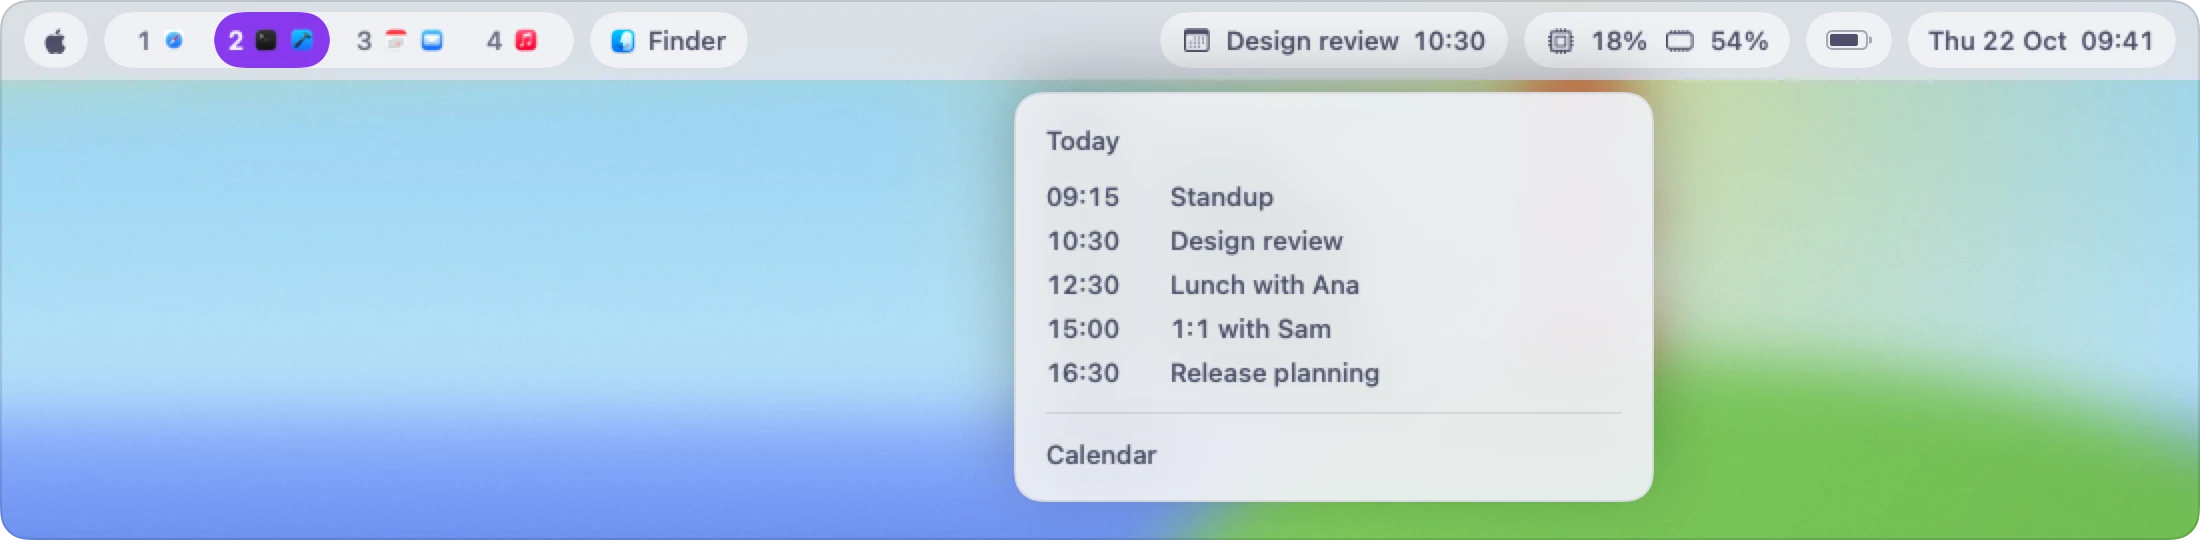 1 2 3 4 Finder Design review 10:30 18% 54% Thu 22 Oct 09:41
Today
09:15 Standup
10:30 Design review
12:30 Lunch with Ana
15:00 1:1 with Sam
16:30 Release planning
Calendar